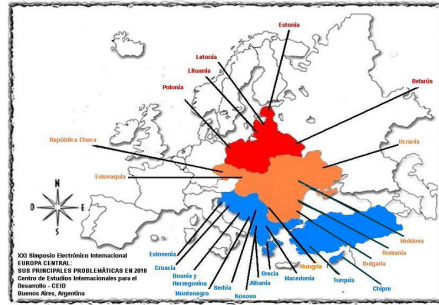 Estonia
Letonia
Lituania
Polonia
Belarús
República Checa
Ucrania
Eslovaquia
N
O
E
S
Moldova
Rumania
Bulgaria
Eslovenia
Croacia
Bosnia y
Herzegovina
Montenegro
Serbia
Kosovo
Albania
Grecia
Macedonia
Hungría
Turquía
Chipre
XXI Simposio Electrónico Internacional
EUROPA CENTRAL:
SUS PRINCIPALES PROBLEMÁTICAS EN 2010
Centro de Estudios Internacionales para el
Desarrollo - CEID
Buenos Aires, Argentina